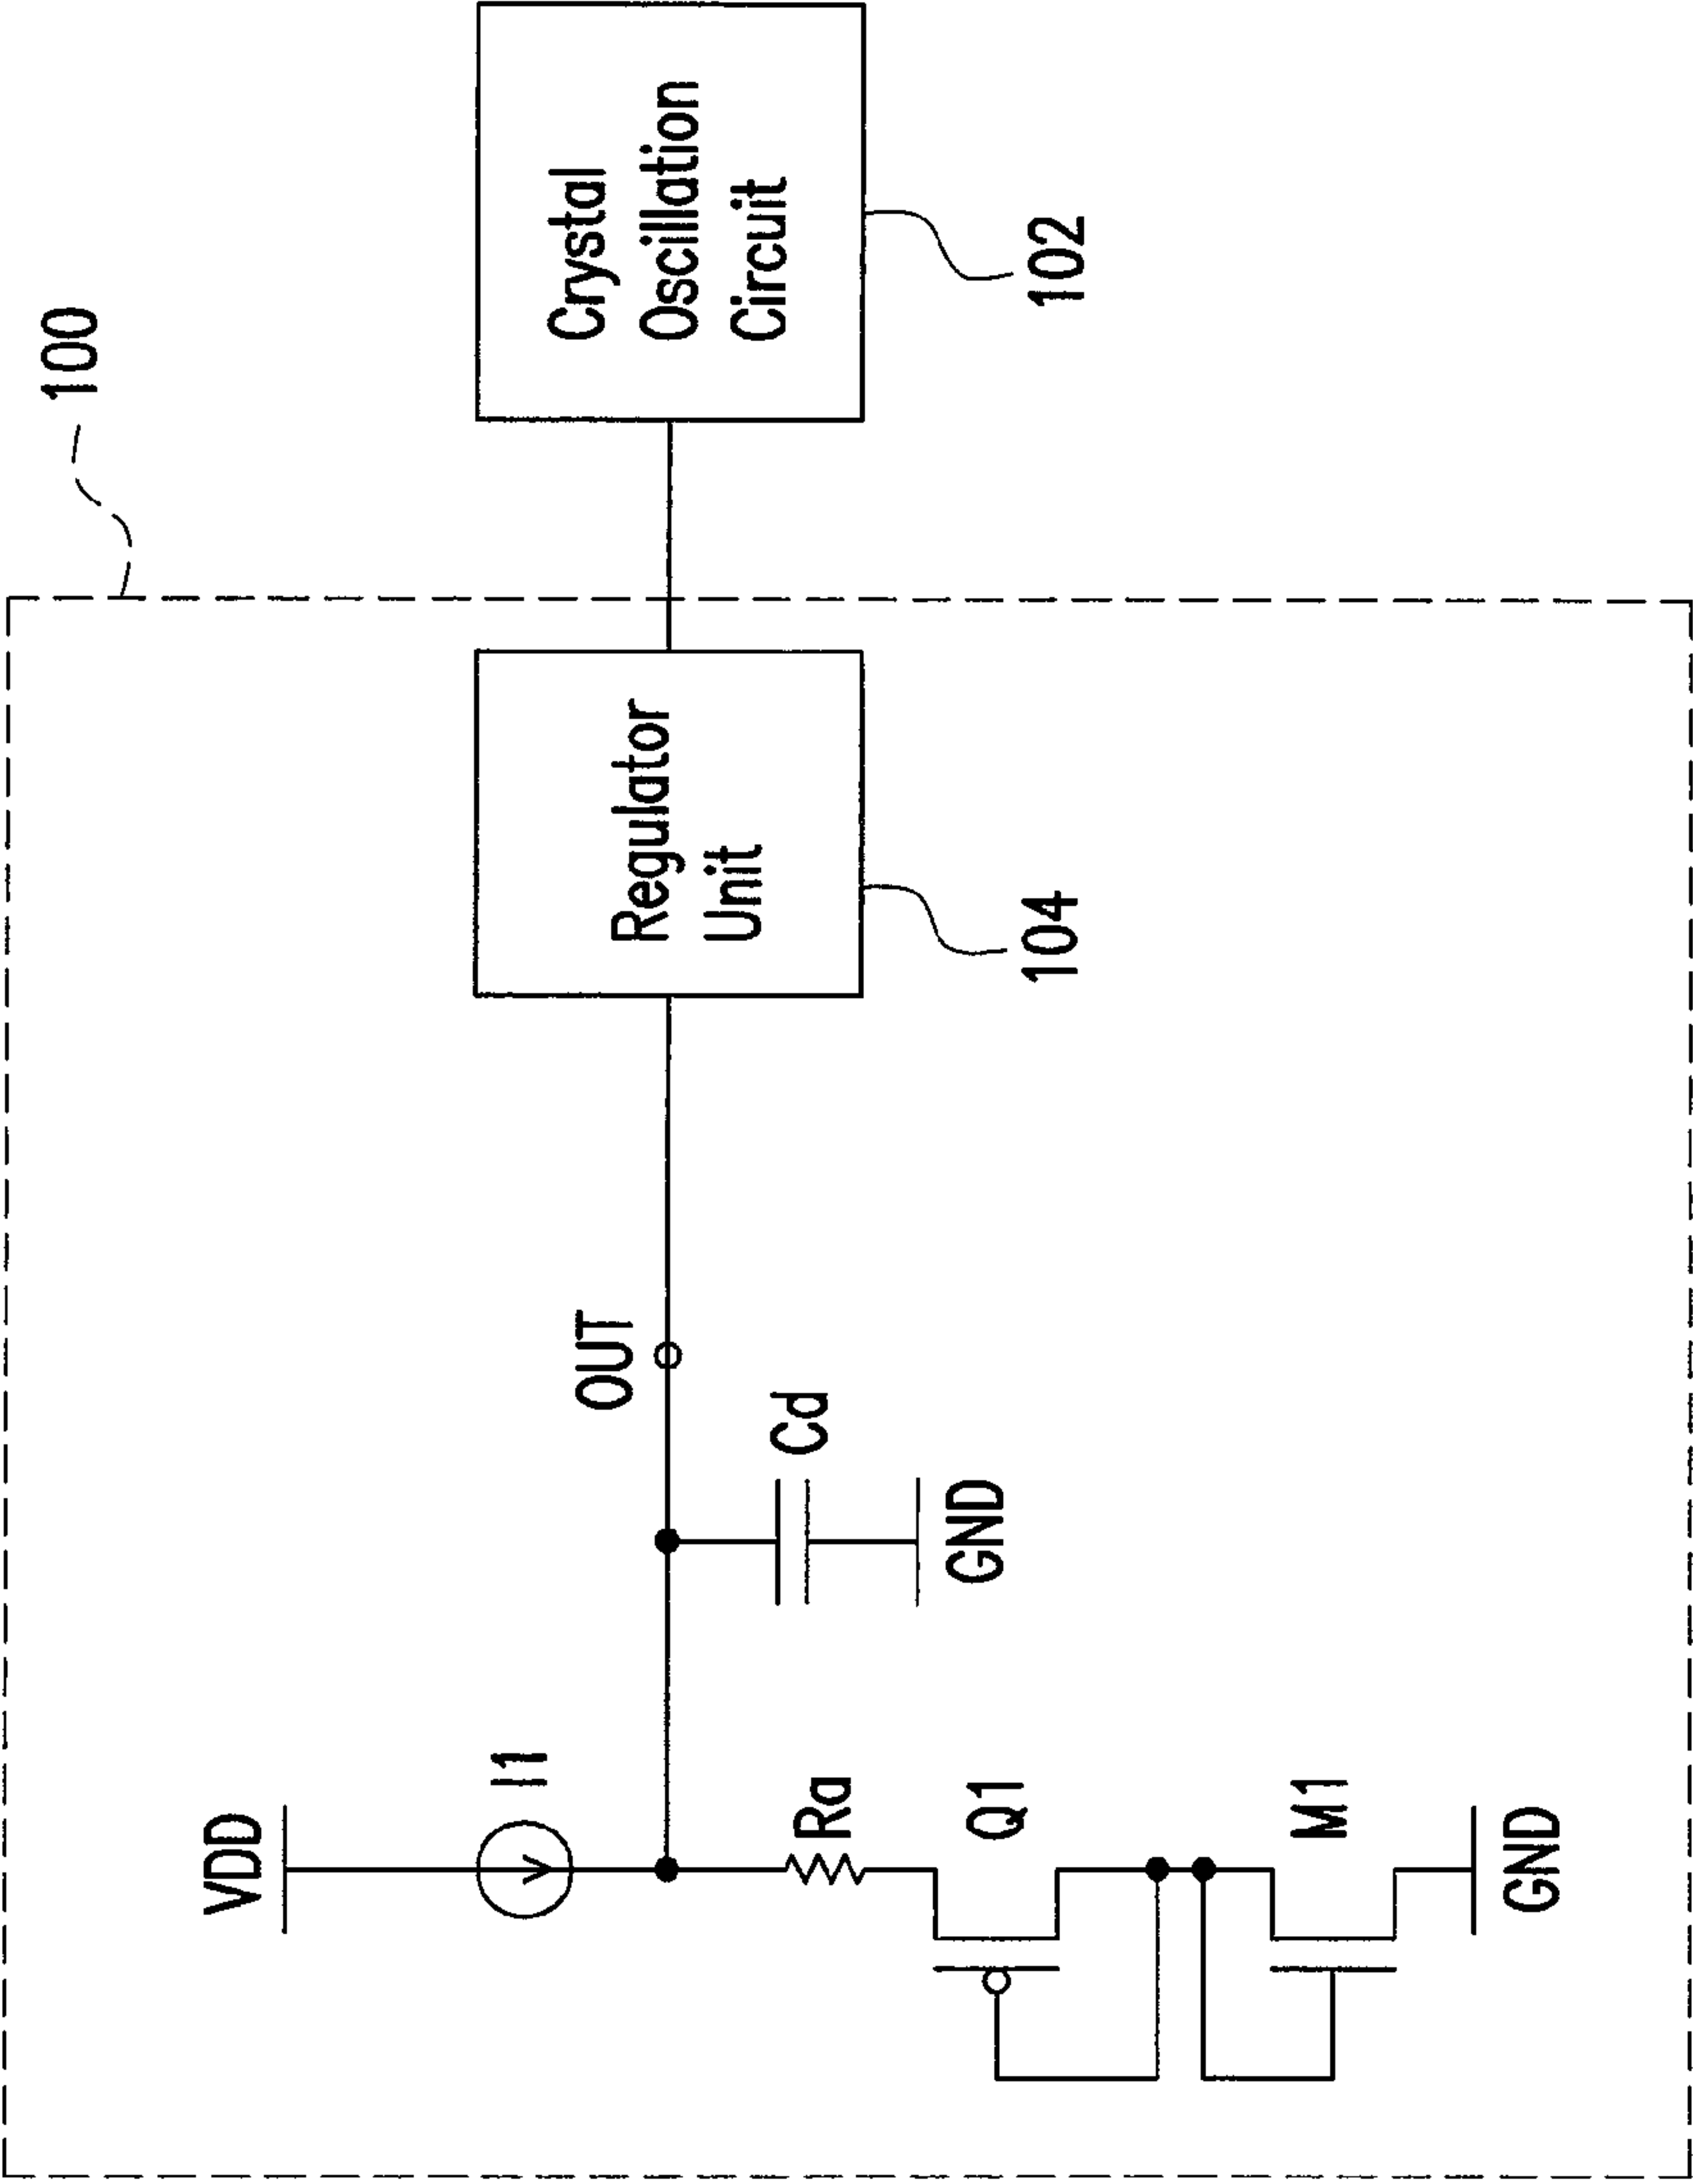 100
VDD
I1
OUT
Regulator
Unit
Crystal
Oscillation
Circuit
Ra
Cd
104
102
Q1
GND
M1
GND